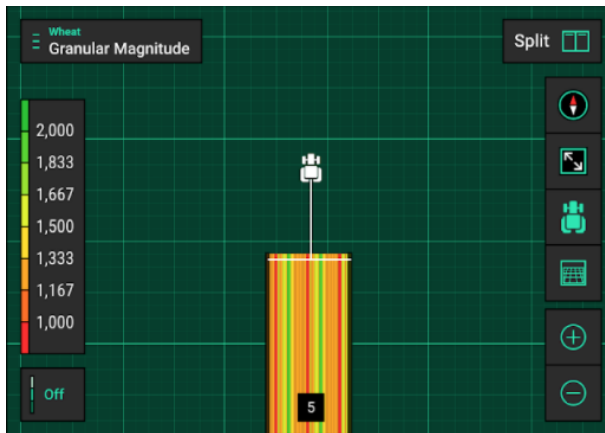 Wheat
Granular Magnitude
Split
2,000
1,833
1,667
1,500
1,333
1,167
1,000
Off
5